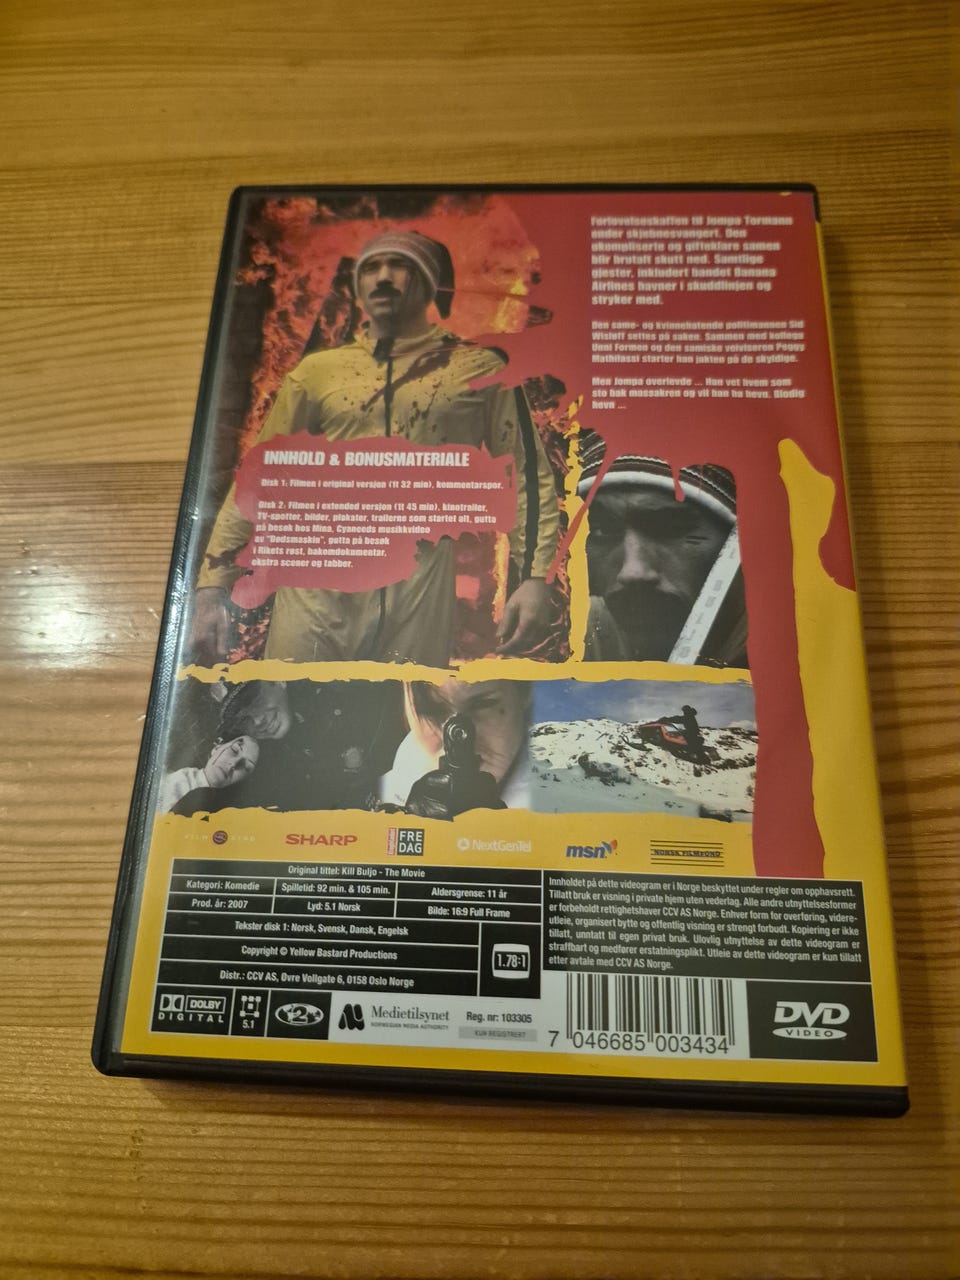 Forlovelseskaffen til Jompa Tormann
ender skjebnesvangert. Den
ukompliserte og gifteklare samen
blir brutalt skutt ned. Samtlige
gjester, inkludert bandet Banana
Airlines havner i skuddlinjen og
stryker med.
Den same- og kvinnehatende politimannen Sid
Wisløff settes på saken. Sammen med kollega
Unni Formen og den samiske veiviseren Peggy
Mathilassi starter han jakten på de skyldige.
Men Jompa overlevde ... Han vet hvem som
sto bak massakren og vil han ha hevn. Blodig
hevn ...
INNHOLD & BONUSMATERIALE
Disk 1: Filmen i original versjon (1t 32 min), kommentarspor.
Disk 2: Filmen i extended versjon (1t 45 min), kinotrailer,
TV-spotter, bilder, plakater, trailerne som startet alt, gutta
på besøk hos Mina, Cyaneeds musikkvideo
av "Dødsmaskin", gutta på besøk
i Rikets røst, bakomdokumentar,
ekstra scener og tabber.
FILM KINO
SHARP
FRE
DAG
NextGenTel
msn
NORSK FILMFOND
Original tittel: Kill Buljo - The Movie
Kategori: Komedie
Spilletid: 92 min. & 105 min.
Aldersgrense: 11 år
Prod. år: 2007
Lyd: 5.1 Norsk
Bilde: 16:9 Full Frame
Tekster disk 1: Norsk, Svensk, Dansk, Engelsk
Copyright © Yellow Bastard Productions
Distr.: CCV AS, Øvre Vollgate 6, 0158 Oslo Norge
1.78:1
Innholdet på dette videogram er i Norge beskyttet under regler om opphavsrett.
Tillatt bruk er visning i private hjem uten vederlag. Alle andre utnyttelsesformer
er forbeholdt rettighetshaver CCV AS Norge. Enhver form for overføring, videre-
utleie, organisert bytte og offentlig visning er strengt forbudt. Kopiering er ikke
tillatt, unntatt til egen privat bruk. Ulovlig utnyttelse av dette videogram er
straffbart og medfører erstatningsplikt. Utleie av dette videogram er kun tillatt
etter avtale med CCV AS Norge.
DOLBY
DIGITAL
5.1
2
Medietilsynet
NORWEGIAN MEDIA AUTHORITY
Reg. nr: 103305
KUN REGISTRERT
7 046685 003434
DVD
VIDEO